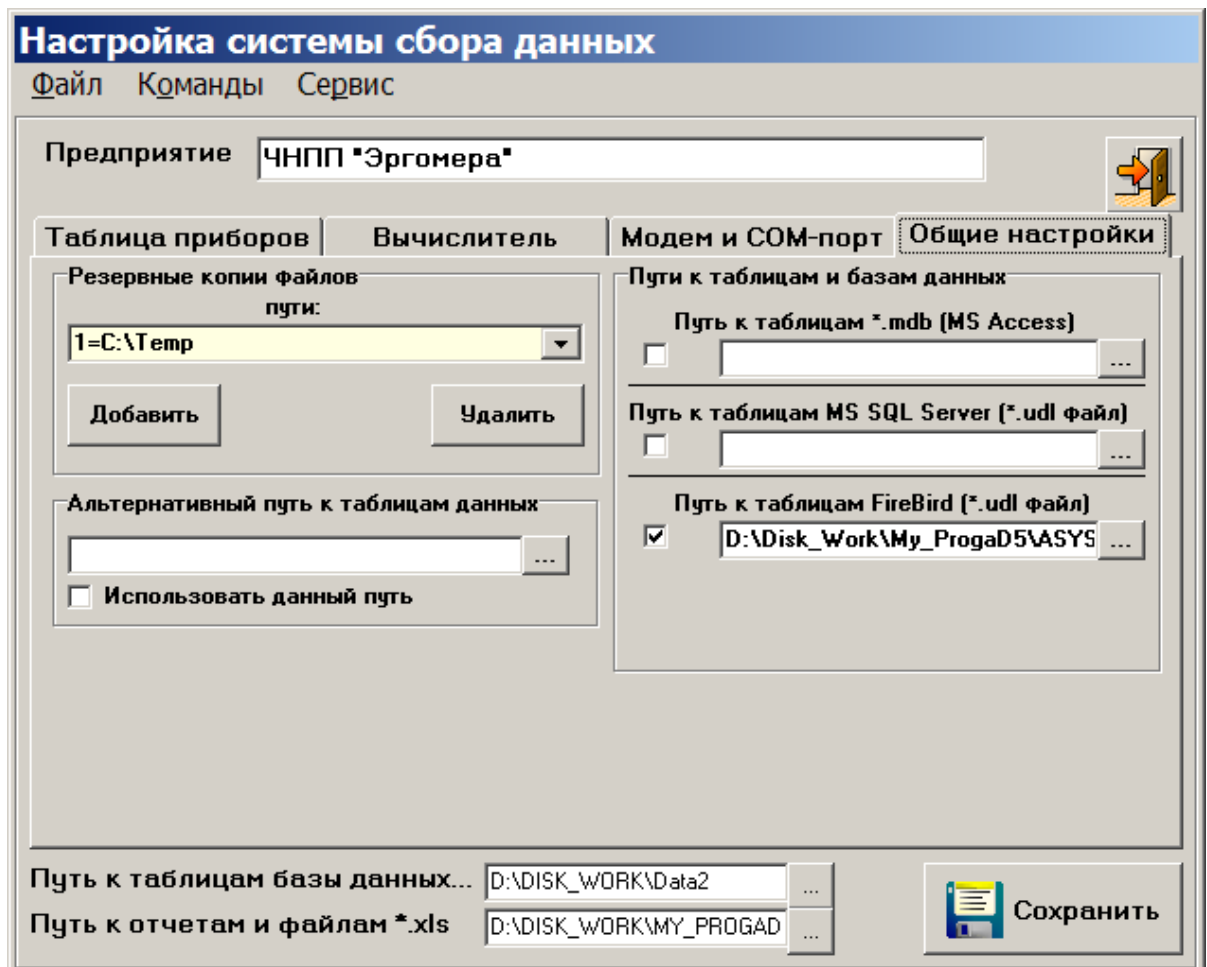 Настройка системы сбора данных
Файл Команды Сервис
Предприятие ЧНПП "Эргомера"
Таблица приборов Вычислитель Модем и COM-порт Общие настройки
Резервные копии файлов
пути:
1=C:\Temp
Добавить Удалить
Альтернативный путь к таблицам данных
...
Использовать данный путь
Пути к таблицам и базам данных
Путь к таблицам *.mdb (MS Access)
...
Путь к таблицам MS SQL Server (*.udl файл)
...
Путь к таблицам FireBird (*.udl файл)
D:\Disk_Work\My_ProgaD5\ASYS ...
Путь к таблицам базы данных... D:\DISK_WORK\Data2 ...
Путь к отчетам и файлам *.xls D:\DISK_WORK\MY_PROGAD ...
Сохранить